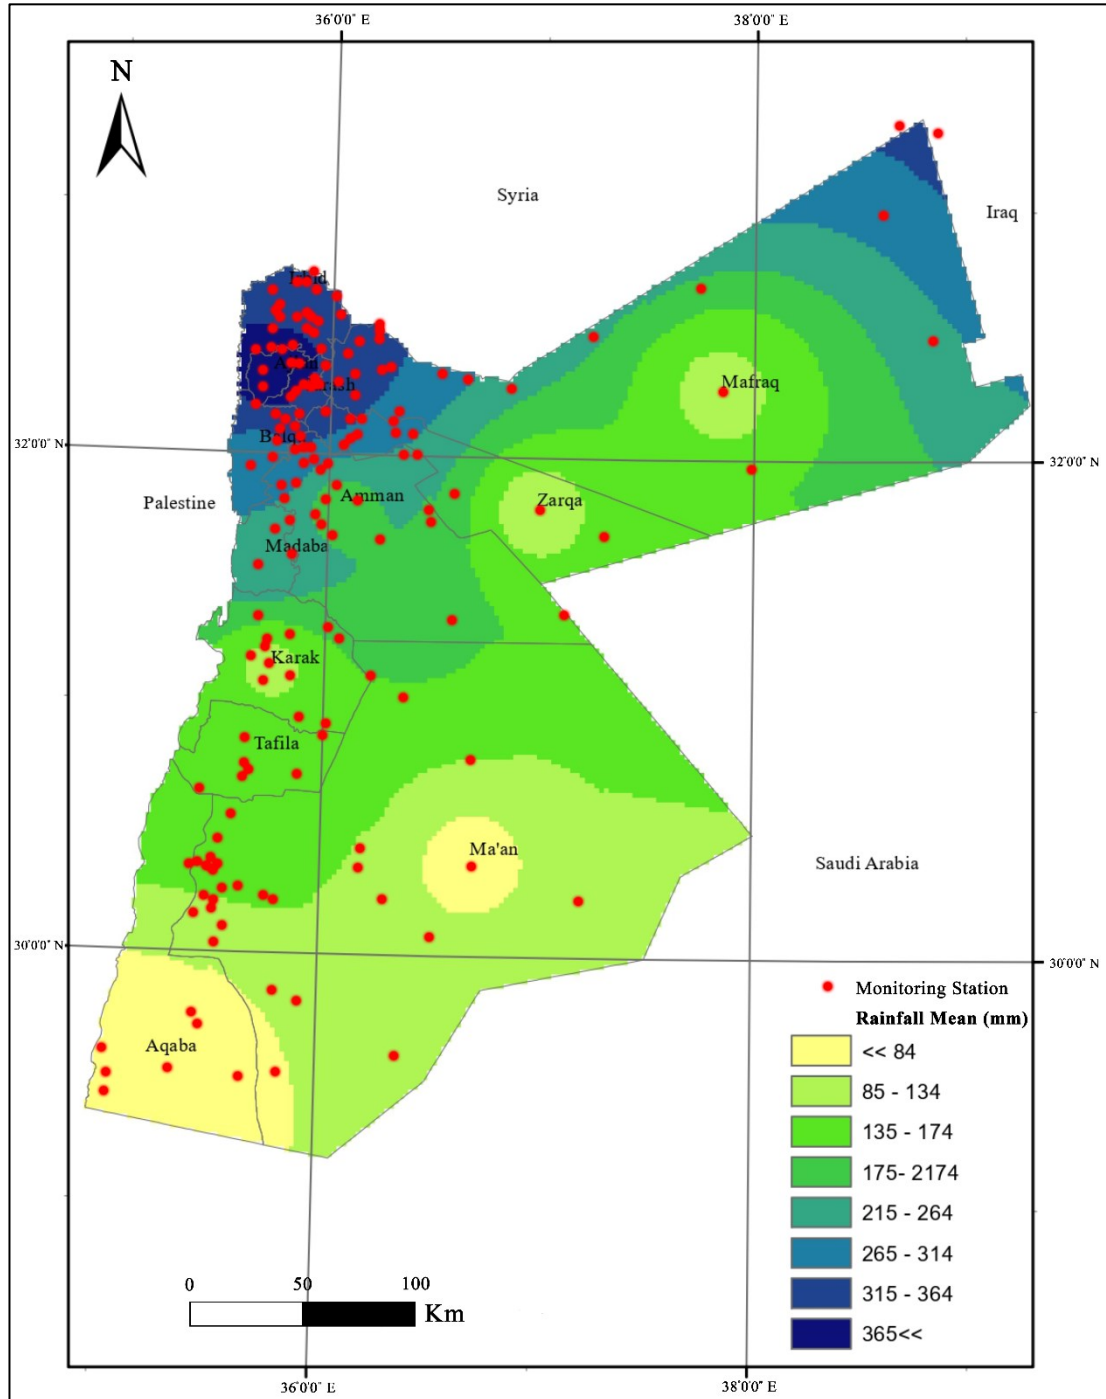 36°0'0" E
38°0'0" E
N
Syria
Iraq
Mafraq
32°0'0" N
32°0'0" N
Palestine
Amman
Zarqa
Madaba
Karak
Tafila
Ma'an
Saudi Arabia
30°0'0" N
30°0'0" N
Aqaba
Monitoring Station
Rainfall Mean (mm)
<< 84
85 - 134
135 - 174
175- 2174
215 - 264
265 - 314
315 - 364
365<<
0 50 100
Km
36°0'0" E
38°0'0" E